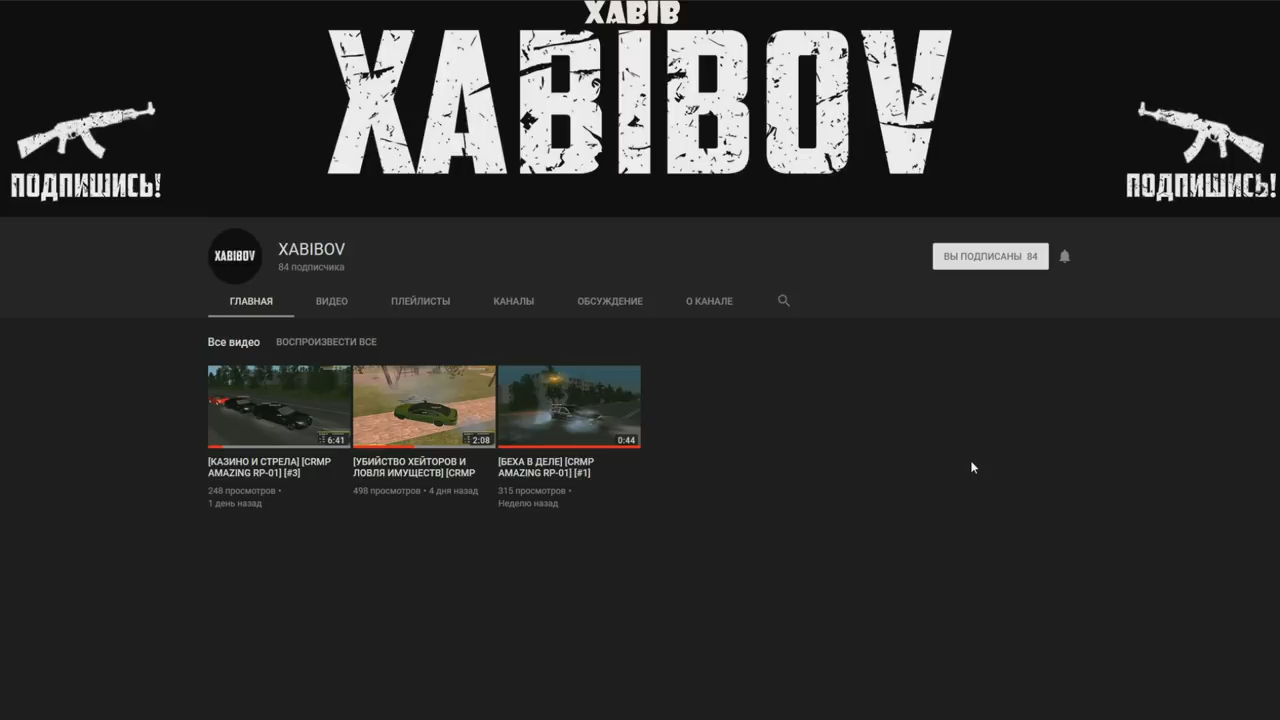 XABIB
XABIBOV
ПОДПИШИСЬ!
ПОДПИШИСЬ!
XABIBOV
XABIBOV
84 подписчика
ВЫ ПОДПИСАНЫ 84
ГЛАВНАЯ ВИДЕО ПЛЕЙЛИСТЫ КАНАЛЫ ОБСУЖДЕНИЕ О КАНАЛЕ
Все видео ВОСПРОИЗВЕСТИ ВСЕ
6:41
2:08
0:44
[КАЗИНО И СТРЕЛА] [CRMP
AMAZING RP-01] [#3]
248 просмотров •
1 день назад
[УБИЙСТВО ХЕЙТОРОВ И
ЛОВЛЯ ИМУЩЕСТВ] [CRMP
498 просмотров • 4 дня назад
[БЕХА В ДЕЛЕ] [CRMP
AMAZING RP-01] [#1]
315 просмотров •
Неделю назад